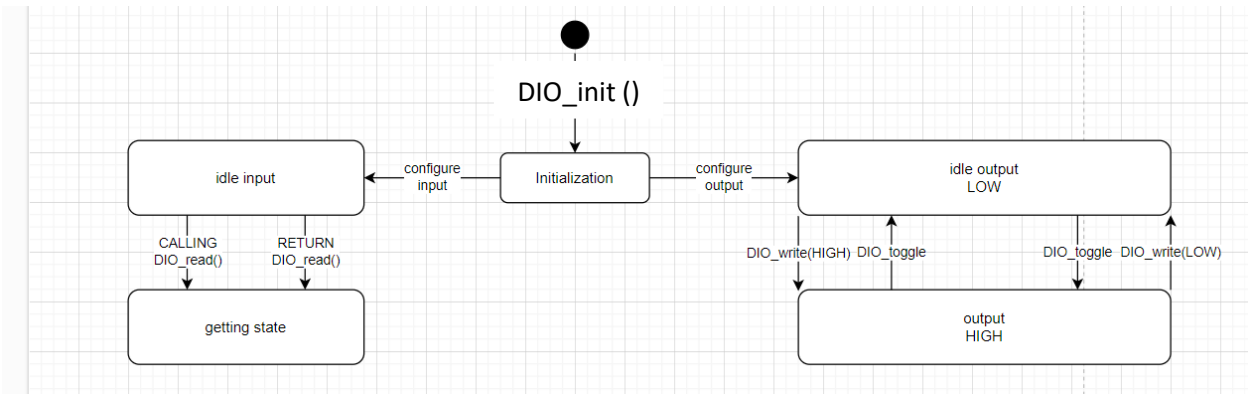 DIO_init ()
idle input
configure
input
Initialization
configure
output
idle output
LOW
CALLING
DIO_read()
RETURN
DIO_read()
DIO_write(HIGH)
DIO_toggle
DIO_toggle
DIO_write(LOW)
getting state
output
HIGH